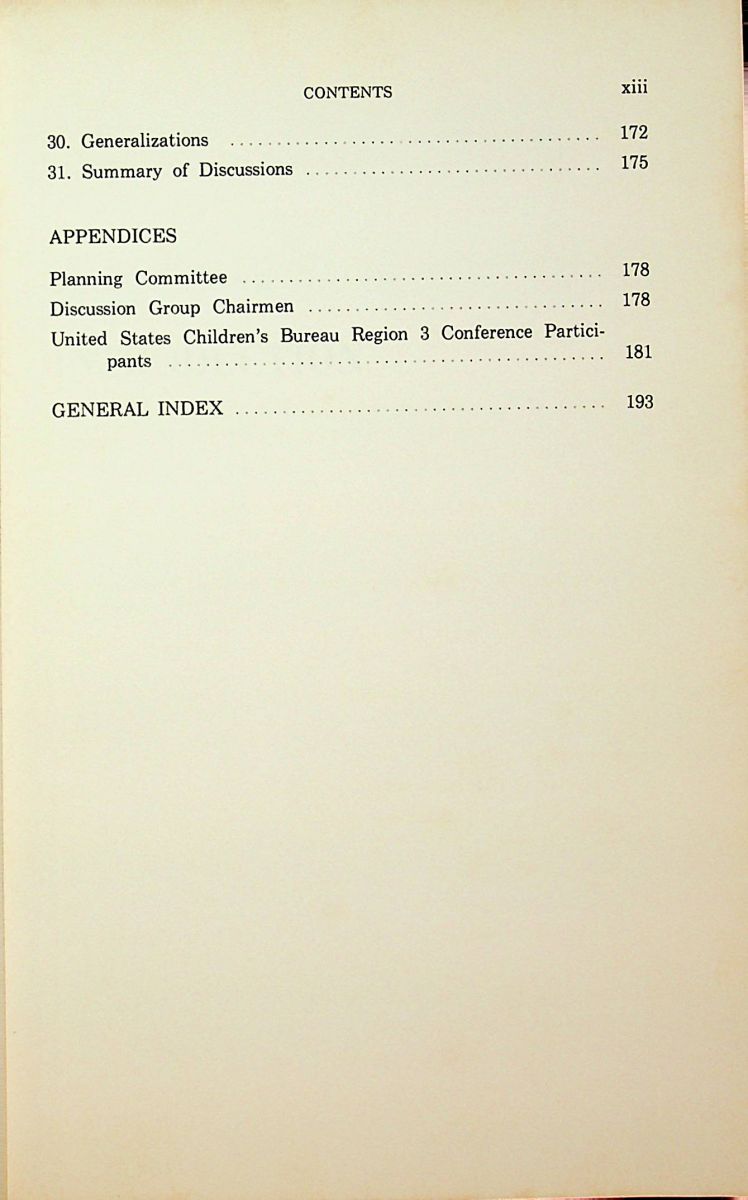 CONTENTS xiii
30. Generalizations ........................................ 172
31. Summary of Discussions ................................ 175
APPENDICES
Planning Committee ....................................... 178
Discussion Group Chairmen ................................ 178
United States Children's Bureau Region 3 Conference Partici-
pants ............................................... 181
GENERAL INDEX ........................................ 193